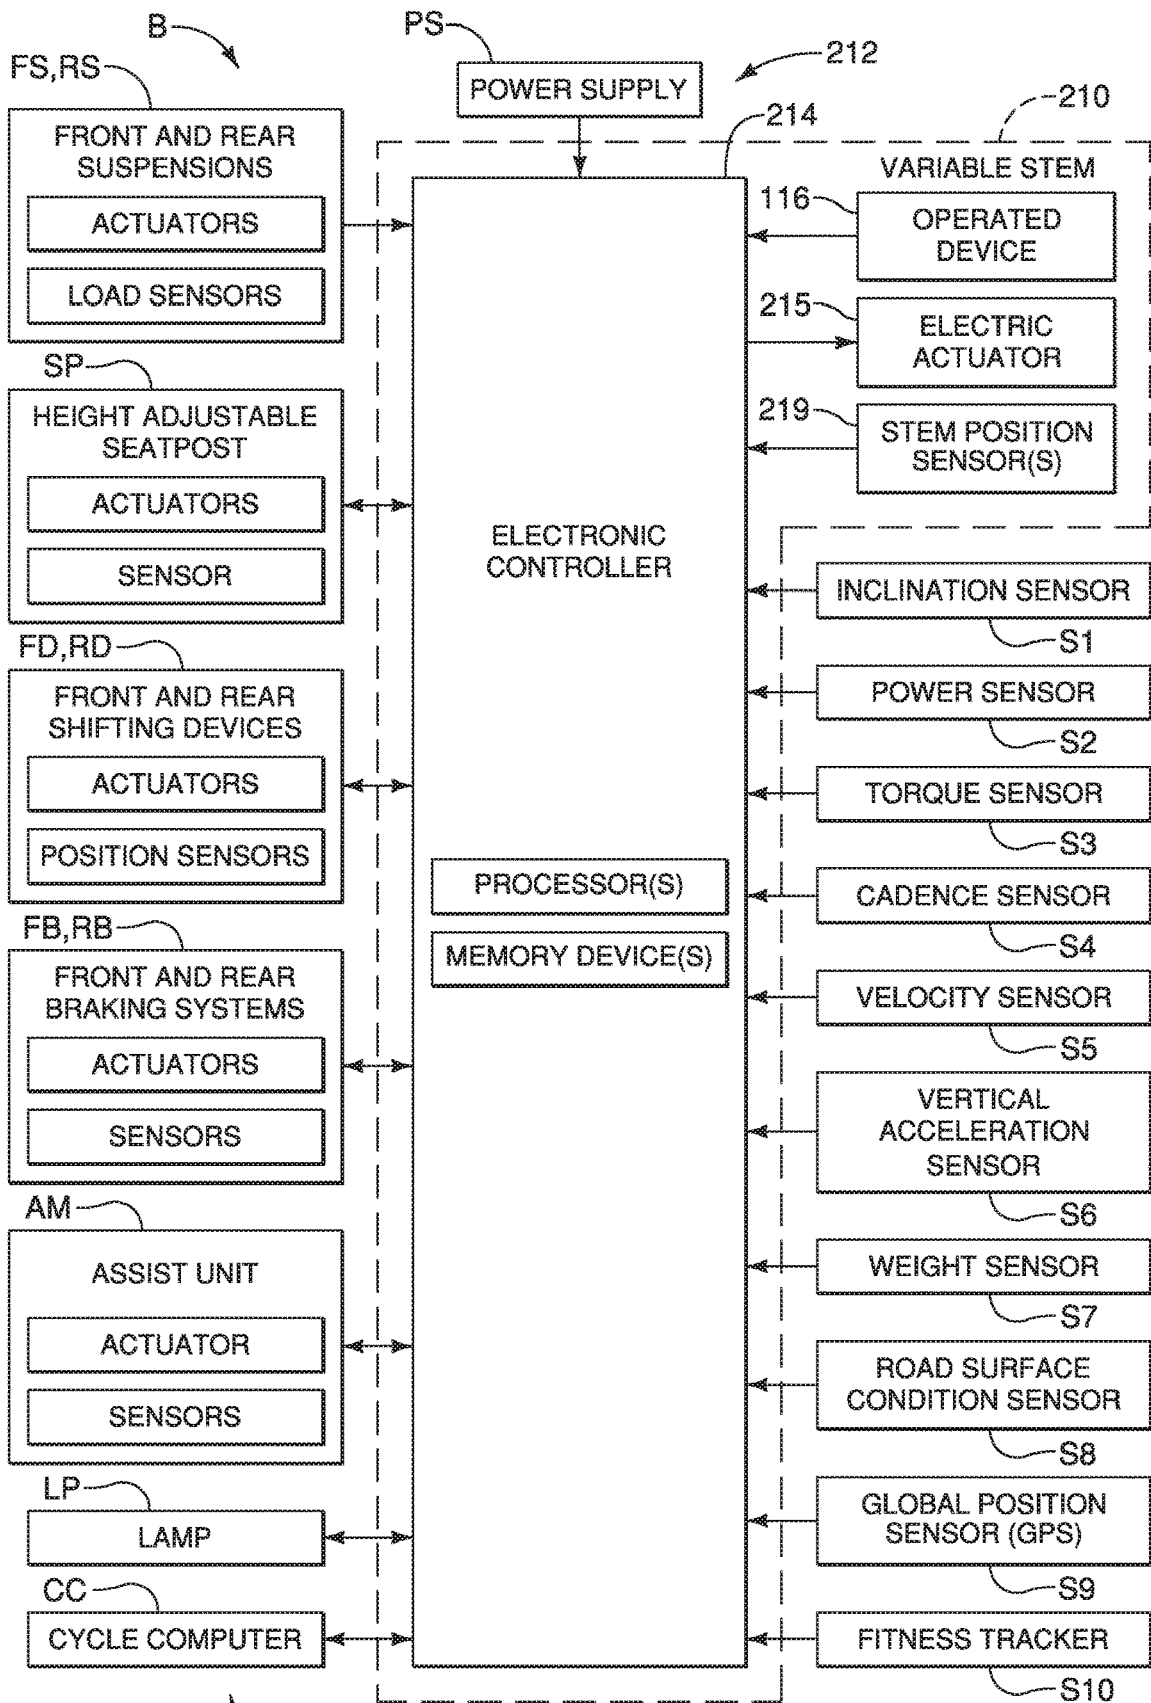 B
PS
212
FS,RS
POWER SUPPLY
210
214
FRONT AND REAR
SUSPENSIONS
ACTUATORS
LOAD SENSORS
VARIABLE STEM
116
OPERATED
DEVICE
215
ELECTRIC
ACTUATOR
219
STEM POSITION
SENSOR(S)
SP
HEIGHT ADJUSTABLE
SEATPOST
ACTUATORS
SENSOR
ELECTRONIC
CONTROLLER
PROCESSOR(S)
MEMORY DEVICE(S)
FD,RD
FRONT AND REAR
SHIFTING DEVICES
ACTUATORS
POSITION SENSORS
FB,RB
FRONT AND REAR
BRAKING SYSTEMS
ACTUATORS
SENSORS
AM
ASSIST UNIT
ACTUATOR
SENSORS
LP
LAMP
CC
CYCLE COMPUTER
INCLINATION SENSOR
S1
POWER SENSOR
S2
TORQUE SENSOR
S3
CADENCE SENSOR
S4
VELOCITY SENSOR
S5
VERTICAL
ACCELERATION
SENSOR
S6
WEIGHT SENSOR
S7
ROAD SURFACE
CONDITION SENSOR
S8
GLOBAL POSITION
SENSOR (GPS)
S9
FITNESS TRACKER
S10